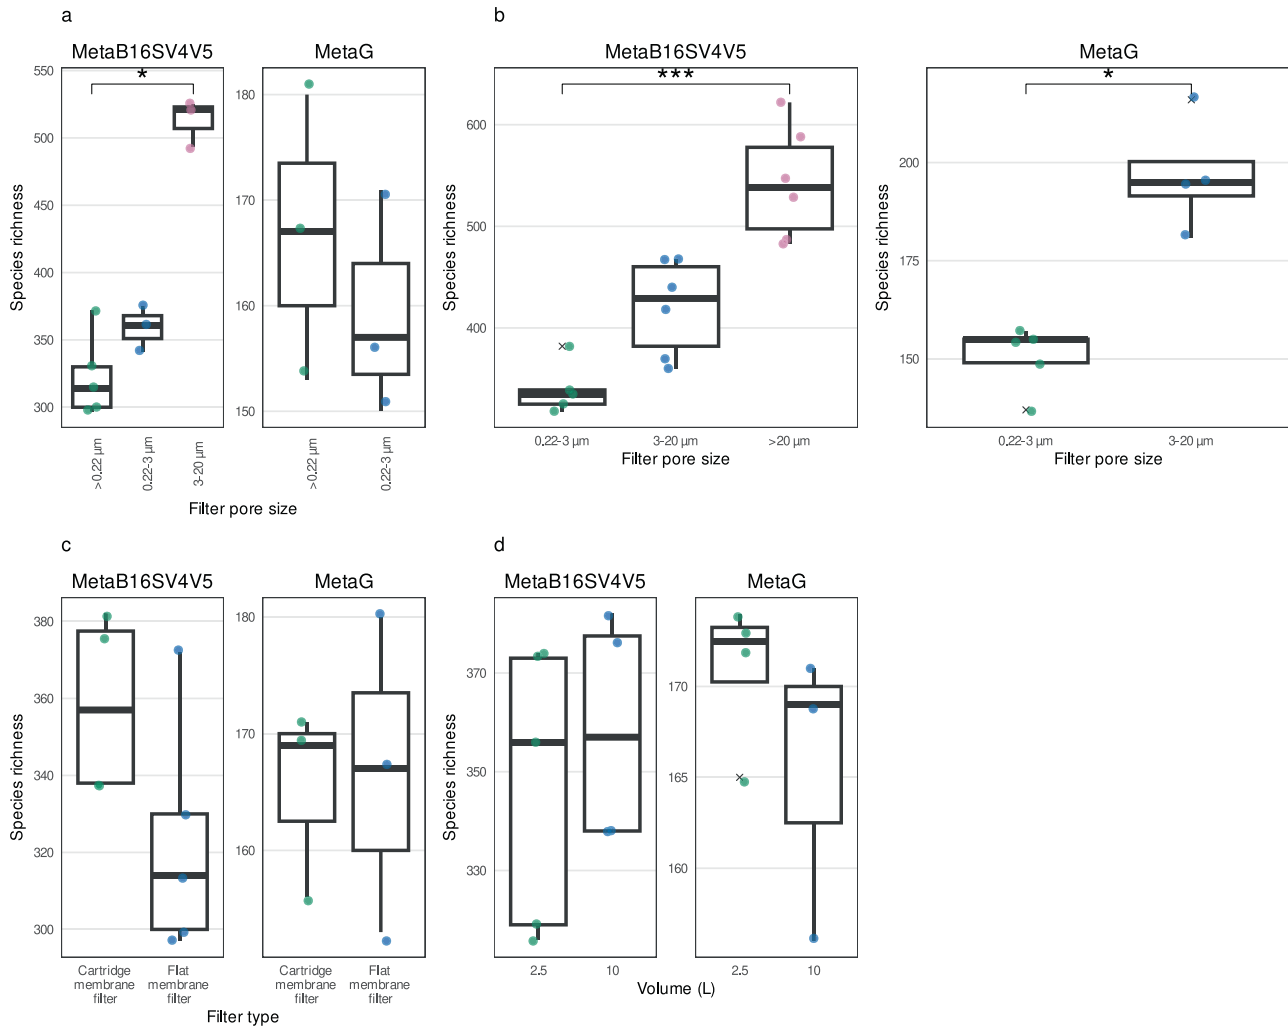 a
MetaB16SV4V5
MetaG
Species richness
550
500
450
400
350
300
*
180
170
160
150
>0.22 µm
0.22-3 µm
3-20 µm
>0.22 µm
0.22-3 µm
Filter pore size
b
MetaB16SV4V5
MetaG
Species richness
600
500
400
***
200
175
150
*
0.22-3 µm
3-20 µm
>20 µm
0.22-3 µm
3-20 µm
Filter pore size
Filter pore size
c
MetaB16SV4V5
MetaG
Species richness
380
360
340
320
300
180
170
160
Cartridge
membrane
filter
Flat
membrane
filter
Cartridge
membrane
filter
Flat
membrane
filter
Filter type
d
MetaB16SV4V5
MetaG
Species richness
370
350
330
170
165
160
2.5
10
2.5
10
Volume (L)